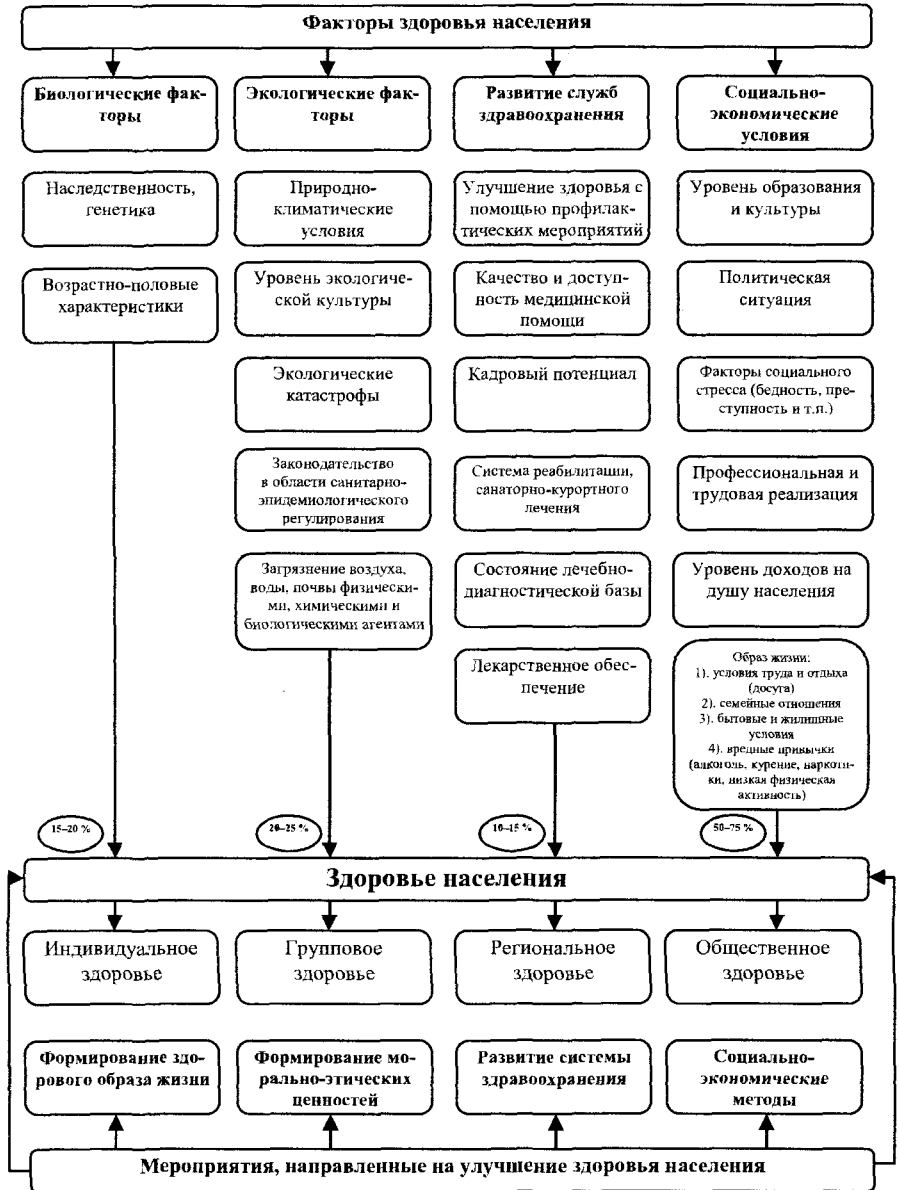 Факторы здоровья населения
Биологические фак-
торы
Экологические фак-
торы
Развитие служб
здравоохранения
Социально-
экономические
условия
Наследственность,
генетика
Природно-
климатические
условия
Улучшение здоровья с
помощью профилак-
тических мероприятий
Уровень образования
и культуры
Возрастно-половые
характеристики
Уровень экологиче-
ской культуры
Качество и доступ-
ность медицинской
помощи
Политическая
ситуация
Экологические
катастрофы
Кадровый потенциал
Факторы социального
стресса (бедность, пре-
ступность и т.п.)
Законодательство
в области санитарно-
эпидемиологического
регулирования
Система реабилитации,
санаторно-курортного
лечения
Профессиональная и
трудовая реализация
Загрязнение воздуха,
воды, почвы физически-
ми, химическими и
биологическими агентами
Состояние лечебно-
диагностической базы
Уровень доходов на
душу населения
Лекарственное обес-
печение
Образ жизни:
1). условия труда и отдыха
(досуга)
2). семейные отношения
3). бытовые и жилищные
условия
4). вредные привычки
(алкоголь, курение, наркоти-
ки, низкая физическая
активность)
15–20 %
20–25 %
10–15 %
50–75 %
Здоровье населения
Индивидуальное
здоровье
Групповое
здоровье
Региональное
здоровье
Общественное
здоровье
Формирование здо-
рового образа жизни
Формирование мо-
рально-этических
ценностей
Развитие системы
здравоохранения
Социально-
экономические
методы
Мероприятия, направленные на улучшение здоровья населения